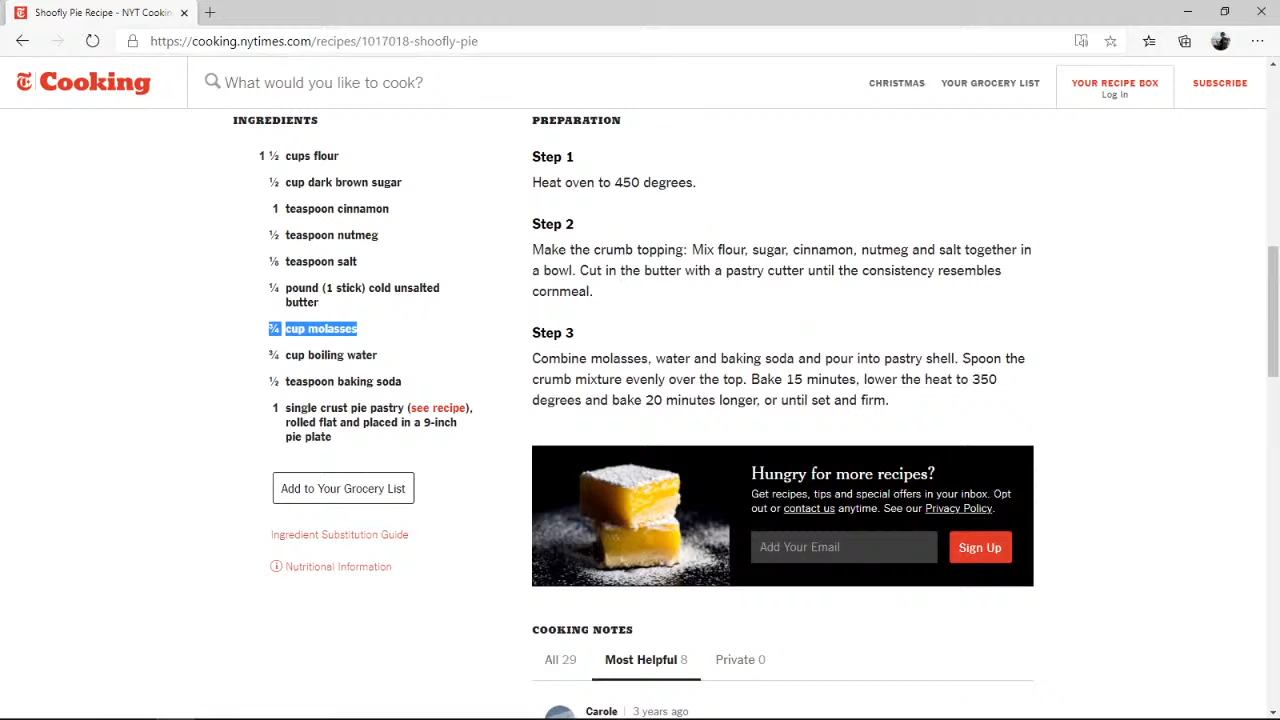 Shoofly Pie Recipe - NYT Cookin
https://cooking.nytimes.com/recipes/1017018-shoofly-pie
Cooking
What would you like to cook?
CHRISTMAS
YOUR GROCERY LIST
YOUR RECIPE BOX
Log In
SUBSCRIBE
INGREDIENTS
1 ½ cups flour
½ cup dark brown sugar
1 teaspoon cinnamon
½ teaspoon nutmeg
⅛ teaspoon salt
¼ pound (1 stick) cold unsalted
butter
¾ cup molasses
¾ cup boiling water
½ teaspoon baking soda
1 single crust pie pastry (see recipe),
rolled flat and placed in a 9-inch
pie plate
Add to Your Grocery List
Ingredient Substitution Guide
Nutritional Information
PREPARATION
Step 1
Heat oven to 450 degrees.
Step 2
Make the crumb topping: Mix flour, sugar, cinnamon, nutmeg and salt together in
a bowl. Cut in the butter with a pastry cutter until the consistency resembles
cornmeal.
Step 3
Combine molasses, water and baking soda and pour into pastry shell. Spoon the
crumb mixture evenly over the top. Bake 15 minutes, lower the heat to 350
degrees and bake 20 minutes longer, or until set and firm.
Hungry for more recipes?
Get recipes, tips and special offers in your inbox. Opt
out or contact us anytime. See our Privacy Policy.
Add Your Email
Sign Up
COOKING NOTES
All 29
Most Helpful 8
Private 0
Carole
3 years ago